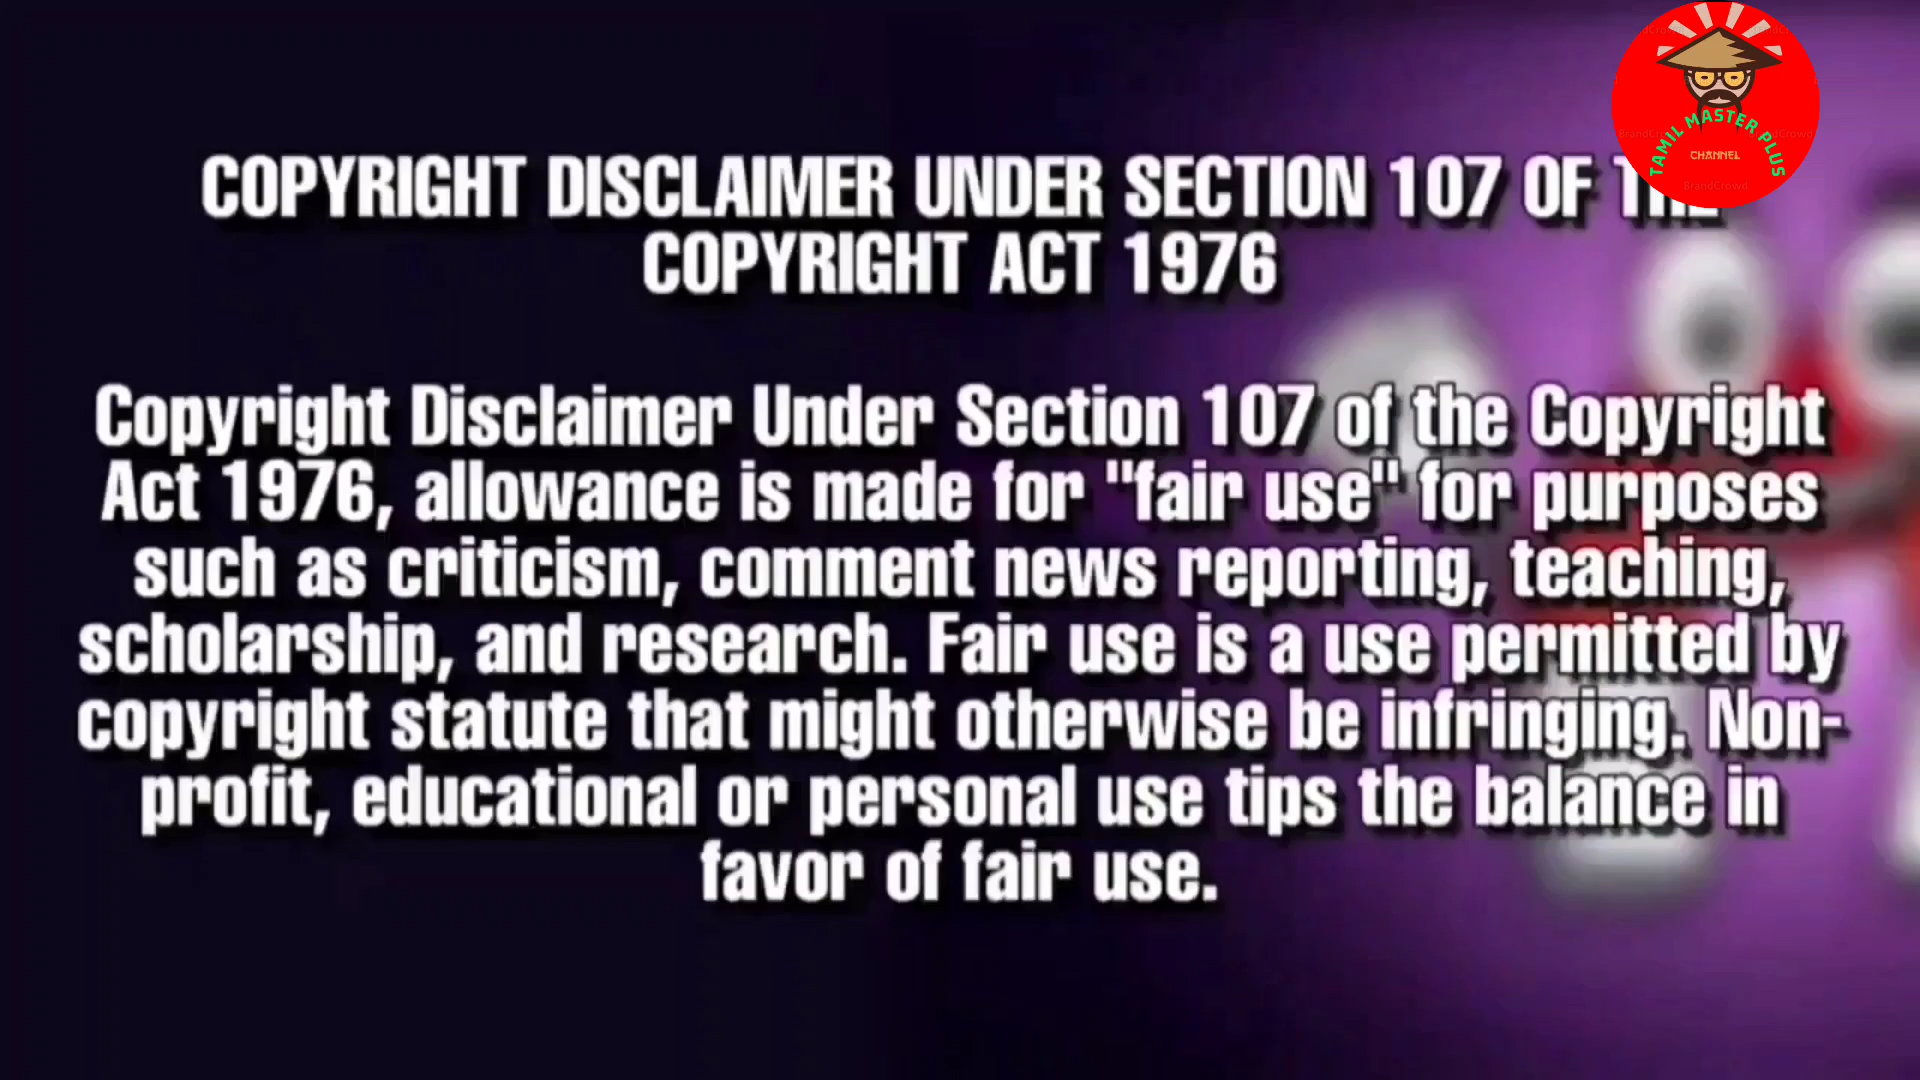 COPYRIGHT DISCLAIMER UNDER SECTION 107 OF THE
COPYRIGHT ACT 1976
Copyright Disclaimer Under Section 107 of the Copyright
Act 1976, allowance is made for "fair use" for purposes
such as criticism, comment news reporting, teaching,
scholarship, and research. Fair use is a use permitted by
copyright statute that might otherwise be infringing. Non-
profit, educational or personal use tips the balance in
favor of fair use.
TAMIL MASTER PLUS
CHANNEL
BrandCrowd